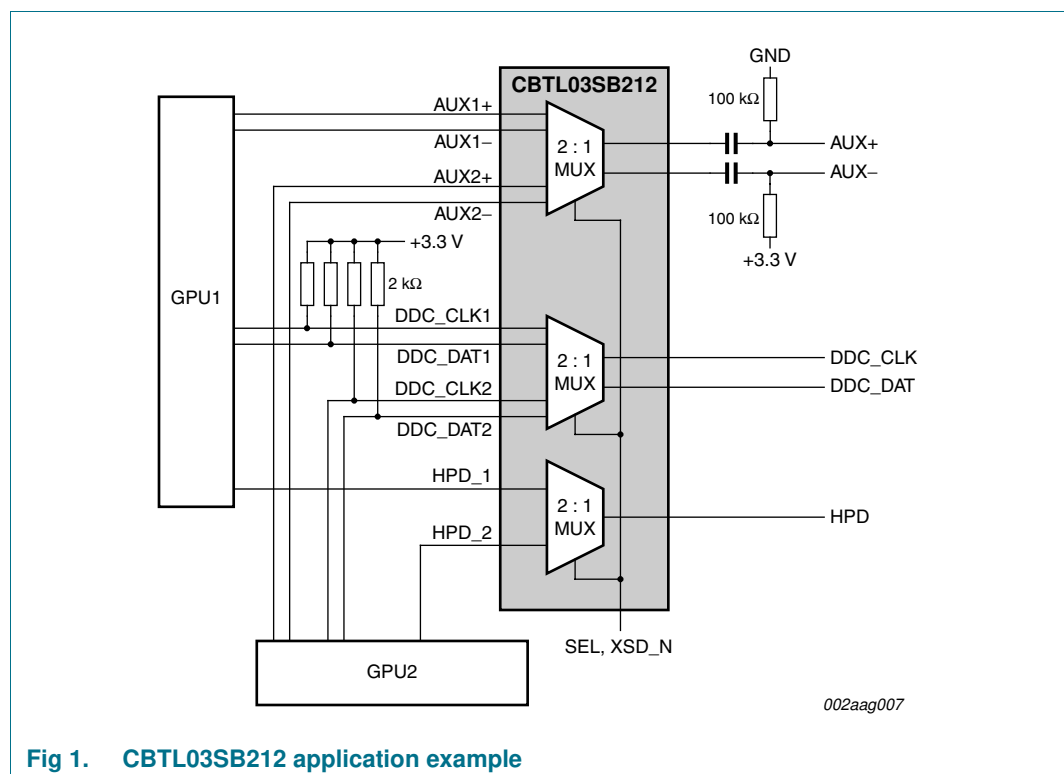 GND
CBTL03SB212
100 kΩ
AUX1+
AUX1−
2 : 1
MUX
AUX+
AUX2+
AUX−
AUX2−
100 kΩ
+3.3 V
+3.3 V
GPU1
2 kΩ
DDC_CLK1
DDC_DAT1
2 : 1
MUX
DDC_CLK
DDC_CLK2
DDC_DAT
DDC_DAT2
HPD_1
2 : 1
MUX
HPD
HPD_2
SEL, XSD_N
GPU2
002aag007
Fig 1. CBTL03SB212 application example